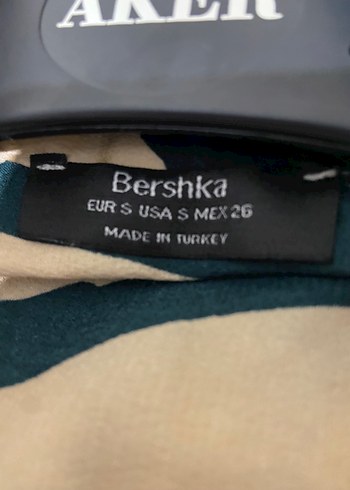 AKER
Bershka
EUR S USA S MEX 26
MADE IN TURKEY